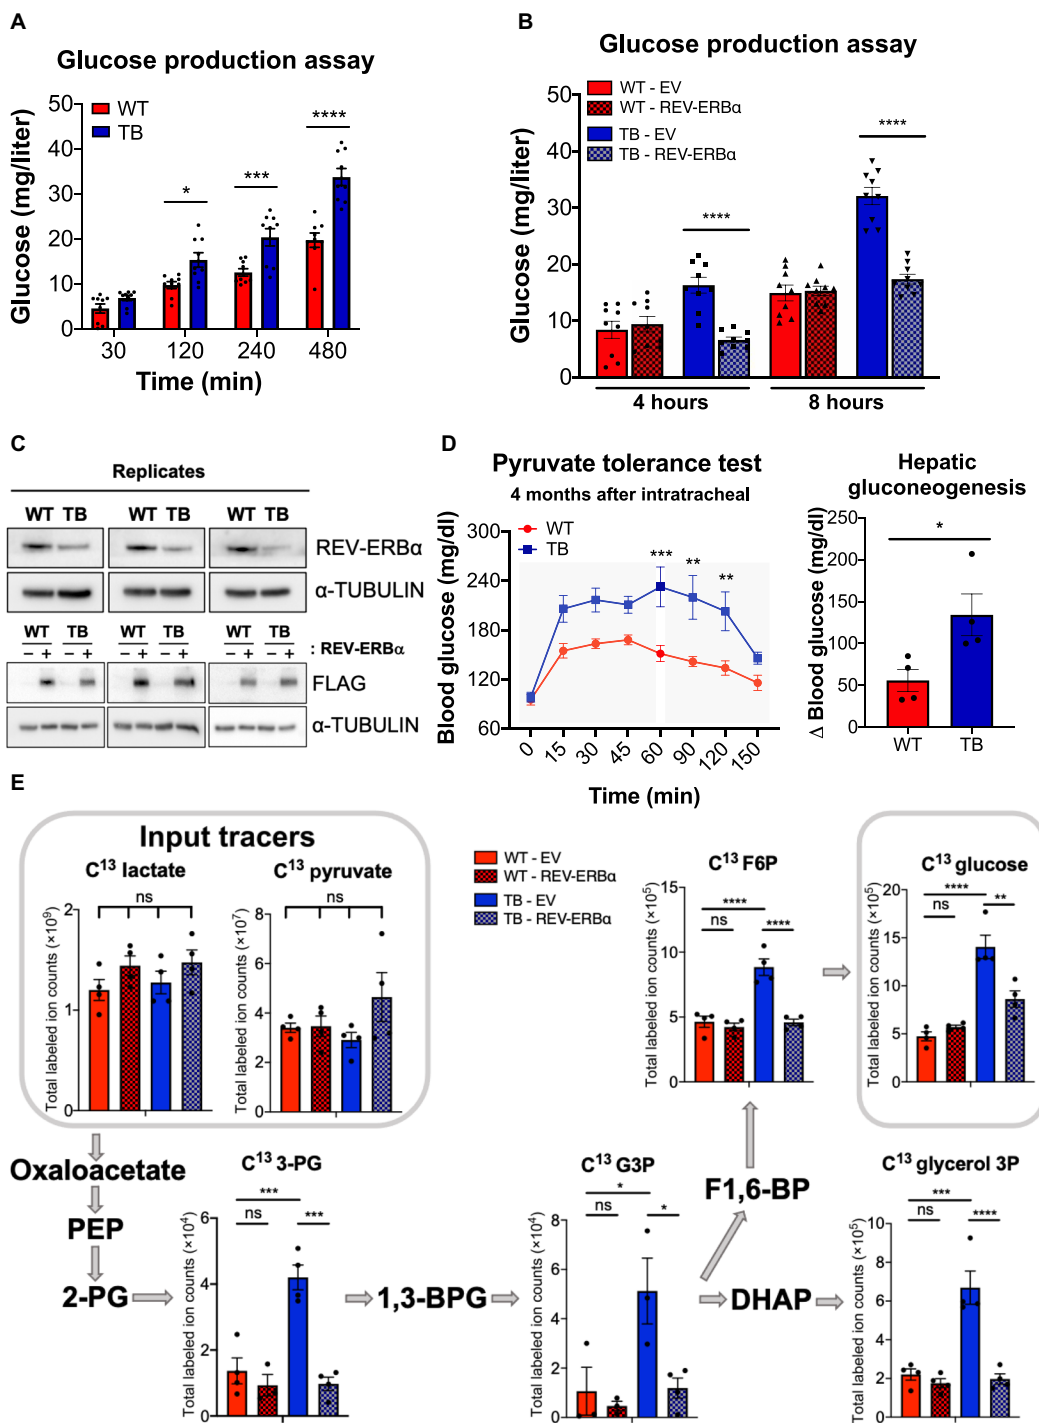 A
Glucose production assay
WT
TB
Glucose (mg/liter)
50
40
30
20
10
0
*
***
****
30 120 240 480
Time (min)
B
Glucose production assay
WT - EV
WT - REV-ERBα
TB - EV
TB - REV-ERBα
Glucose (mg/liter)
50
40
30
20
10
0
****
****
4 hours 8 hours
C
Replicates
WT TB WT TB WT TB
REV-ERBα
α-TUBULIN
WT TB WT TB WT TB
– + – + – + – + – + – + : REV-ERBα
FLAG
α-TUBULIN
D
Pyruvate tolerance test
4 months after intratracheal
WT
TB
Blood glucose (mg/dl)
300
240
180
120
60
*** ** **
0 15 30 45 60 90 120 150
Time (min)
Hepatic
gluconeogenesis
Δ Blood glucose (mg/dl)
250
200
150
100
50
0
*
WT TB
E
Input tracers
C13 lactate
Total labeled ion counts (×10⁹)
2
1
0
ns
C13 pyruvate
Total labeled ion counts (×10⁷)
8
6
4
2
0
ns
WT - EV
WT - REV-ERBα
TB - EV
TB - REV-ERBα
C13 F6P
Total labeled ion counts (×10⁵)
15
10
5
0
****
ns
****
C13 glucose
Total labeled ion counts (×10⁵)
20
15
10
5
0
****
ns
**
Oxaloacetate
PEP
2-PG
C13 3-PG
Total labeled ion counts (×10⁴)
6
4
2
0
***
ns
***
1,3-BPG
C13 G3P
Total labeled ion counts (×10⁴)
8
6
4
2
0
*
ns
*
F1,6-BP
DHAP
C13 glycerol 3P
Total labeled ion counts (×10⁵)
10
8
6
4
2
0
***
ns
****